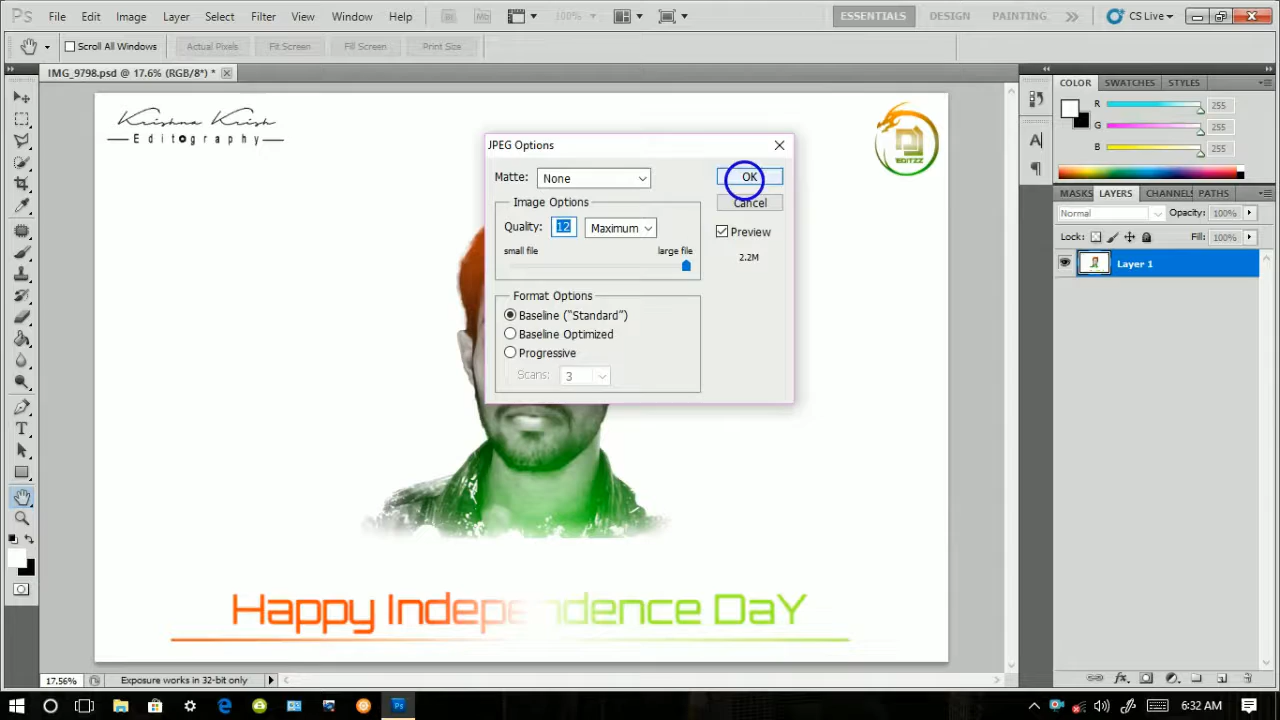 Ps File Edit Image Layer Select Filter View Window Help Br Mb 100% ESSENTIALS DESIGN PAINTING CS Live
Scroll All Windows Actual Pixels Fit Screen Fill Screen Print Size
IMG_9798.psd @ 17.6% (RGB/8*) *
Krishna Krish
Editography
EDITZZ
JPEG Options
Matte: None
OK
Cancel
Preview
2.2M
Image Options
Quality: 12 Maximum
small file large file
Format Options
Baseline ("Standard")
Baseline Optimized
Progressive
Scans: 3
Happy Independence DaY
COLOR SWATCHES STYLES
R 255
G 255
B 255
MASKS LAYERS CHANNELS PATHS
Normal Opacity: 100%
Lock: Fill: 100%
Layer 1
17.56% Exposure works in 32-bit only
Ps 6:32 AM